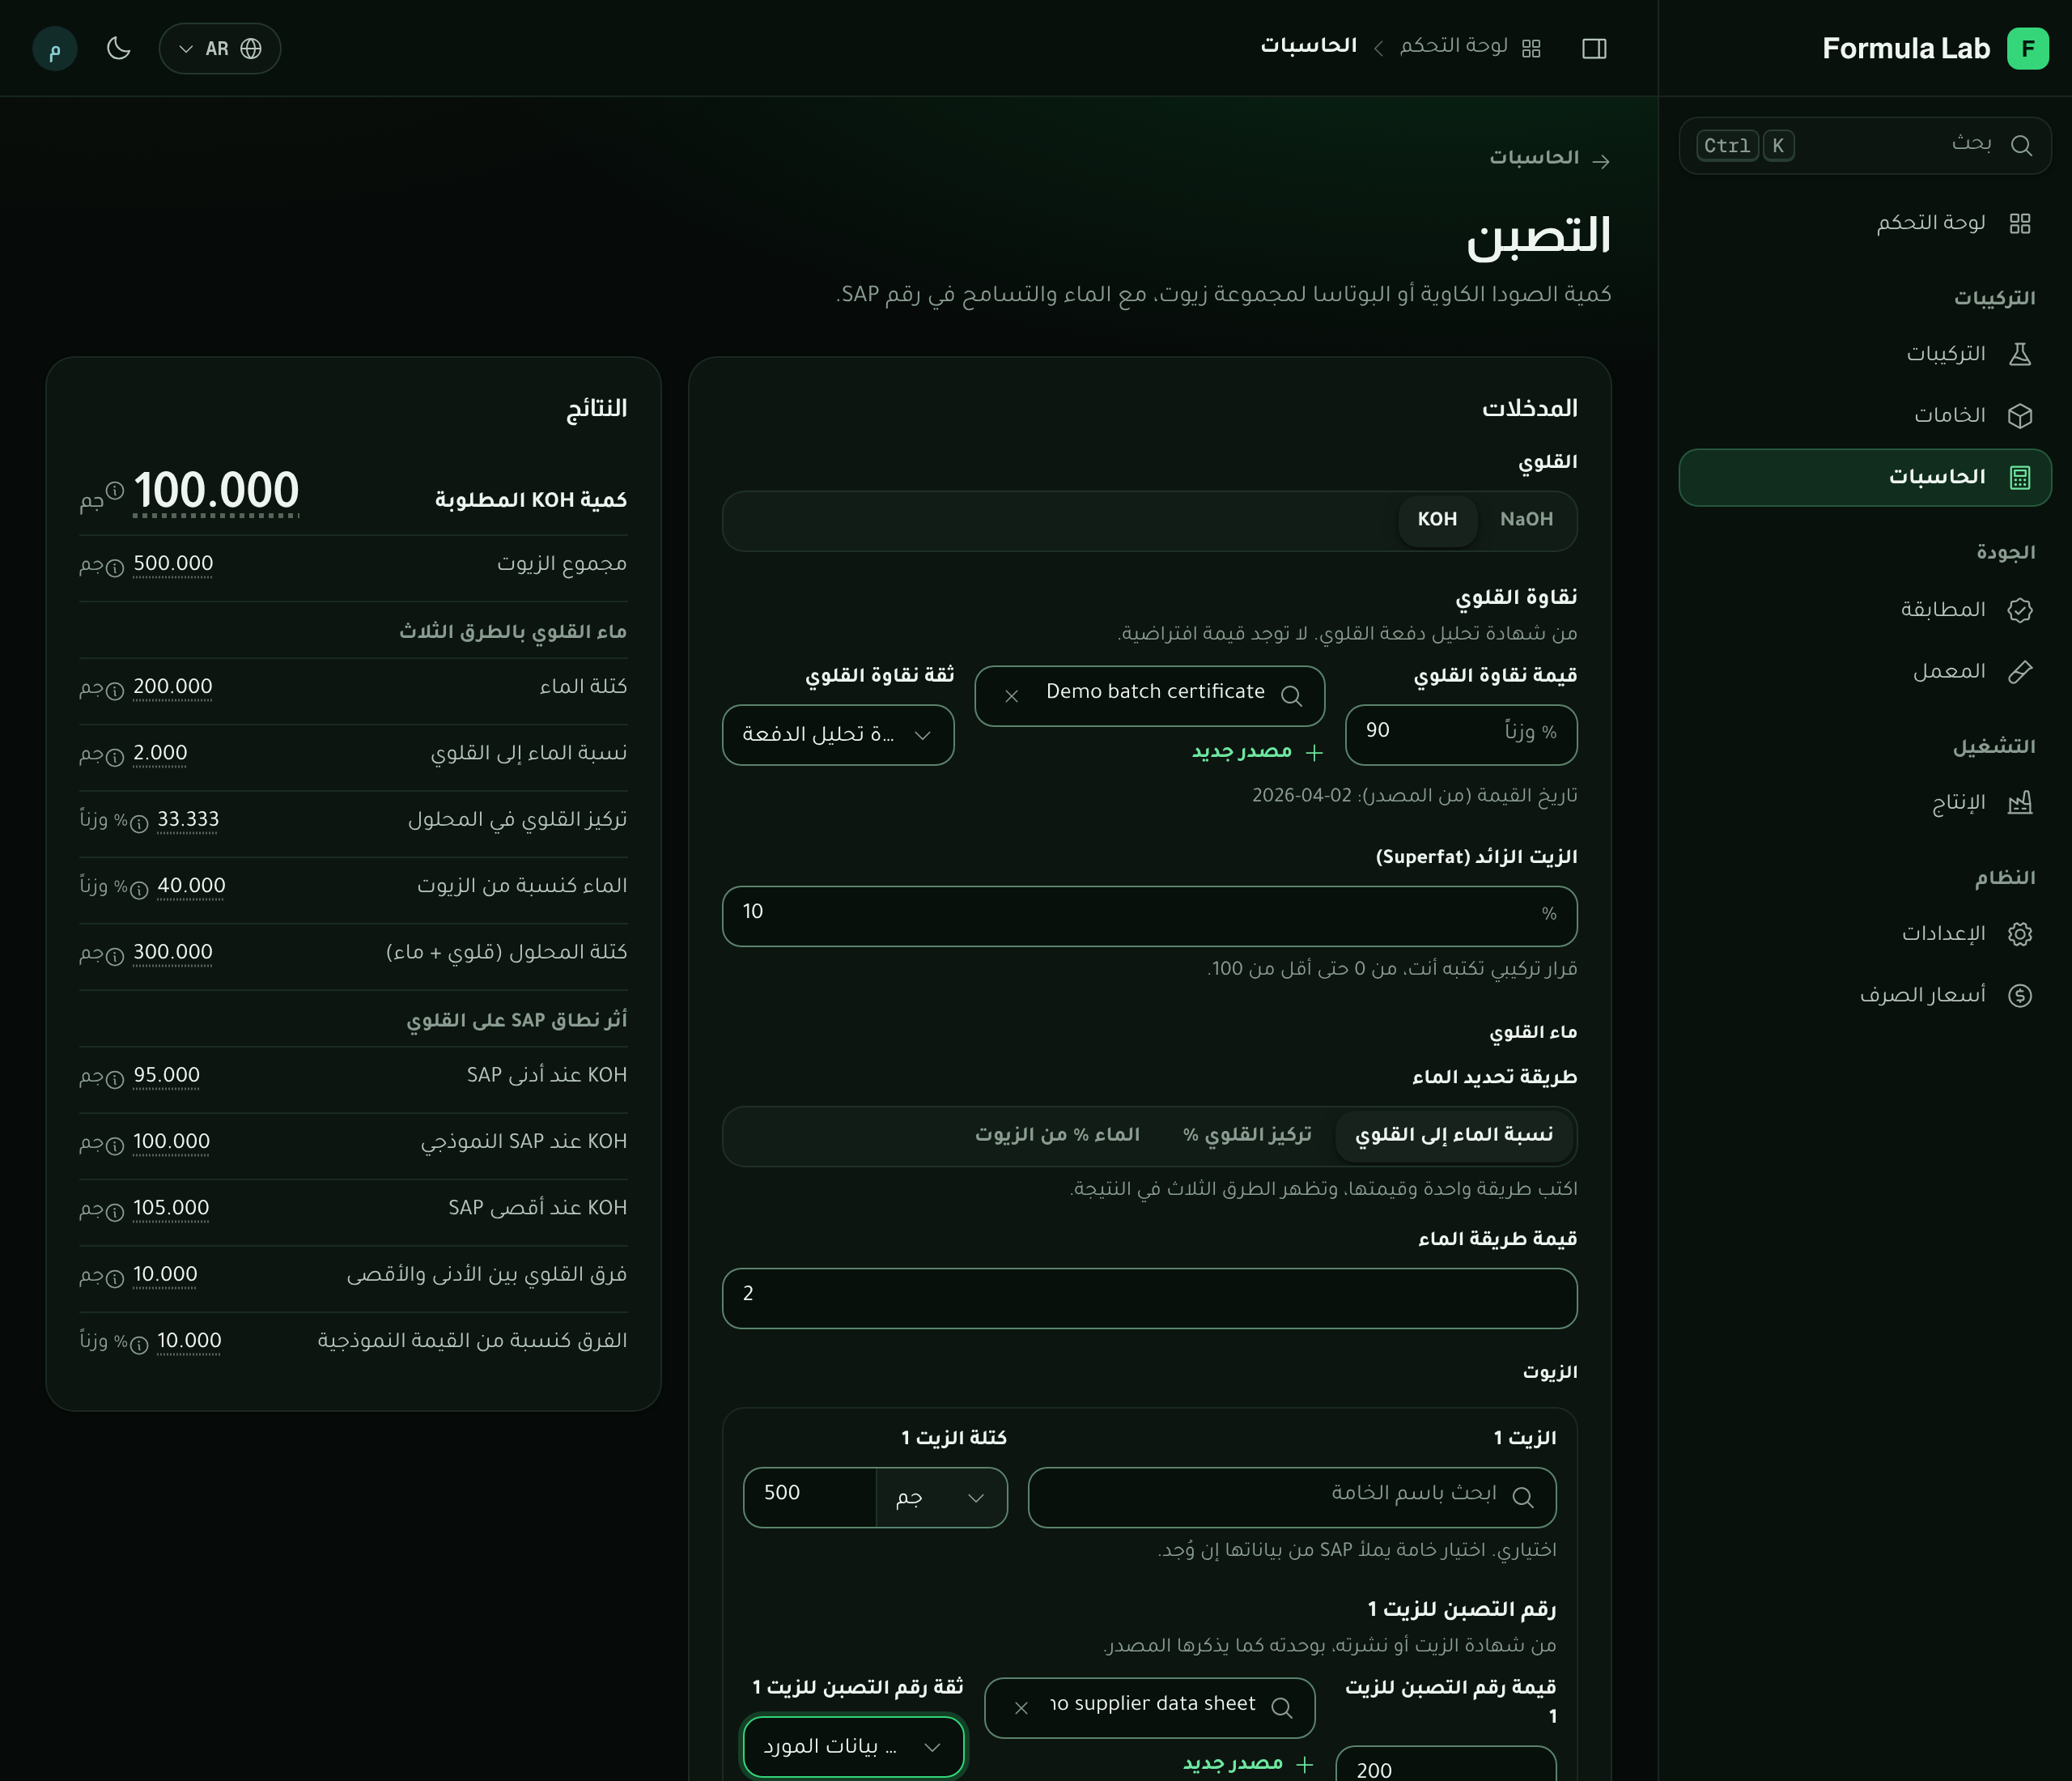 Formula Lab
F
لوحة التحكم
الحاسبات
AR
م
بحث
Ctrl K
لوحة التحكم
التركيبات
التركيبات
الخامات
الحاسبات
الجودة
المطابقة
المعمل
التشغيل
الإنتاج
النظام
الإعدادات
أسعار الصرف
الحاسبات
التصبن
كمية الصودا الكاوية أو البوتاسا لمجموعة زيوت، مع الماء والتسامح في رقم SAP.
المدخلات
القلوي
NaOH
KOH
نقاوة القلوي
من شهادة تحليل دفعة القلوي. لا توجد قيمة افتراضية.
قيمة نقاوة القلوي
% وزناً
90
Demo batch certificate
مصدر جديد
ثقة نقاوة القلوي
ة تحليل الدفعة...
تاريخ القيمة (من المصدر): 2026-04-02
الزيت الزائد (Superfat)
%
10
قرار تركيبي تكتبه أنت، من 0 حتى أقل من 100.
ماء القلوي
طريقة تحديد الماء
نسبة الماء إلى القلوي
تركيز القلوي %
الماء % من الزيوت
اكتب طريقة واحدة وقيمتها، وتظهر الطرق الثلاث في النتيجة.
قيمة طريقة الماء
2
الزيوت
الزيت 1
ابحث باسم الخامة
كتلة الزيت 1
جم
500
اختياري. اختيار خامة يملأ SAP من بياناتها إن وُجد.
رقم التصبن للزيت 1
من شهادة الزيت أو نشرته، بوحدته كما يذكرها المصدر.
قيمة رقم التصبن للزيت
1
200
supplier data sheet
مصدر جديد
ثقة رقم التصبن للزيت 1
بيانات المورد ...
النتائج
كمية KOH المطلوبة
100.000 جم
مجموع الزيوت
500.000 جم
ماء القلوي بالطرق الثلاث
كتلة الماء
200.000 جم
نسبة الماء إلى القلوي
2.000 جم
تركيز القلوي في المحلول
33.333 % وزناً
الماء كنسبة من الزيوت
40.000 % وزناً
كتلة المحلول (قلوي + ماء)
300.000 جم
أثر نطاق SAP على القلوي
KOH عند أدنى SAP
95.000 جم
KOH عند SAP النموذجي
100.000 جم
KOH عند أقصى SAP
105.000 جم
فرق القلوي بين الأدنى والأقصى
10.000 جم
الفرق كنسبة من القيمة النموذجية
10.000 % وزناً